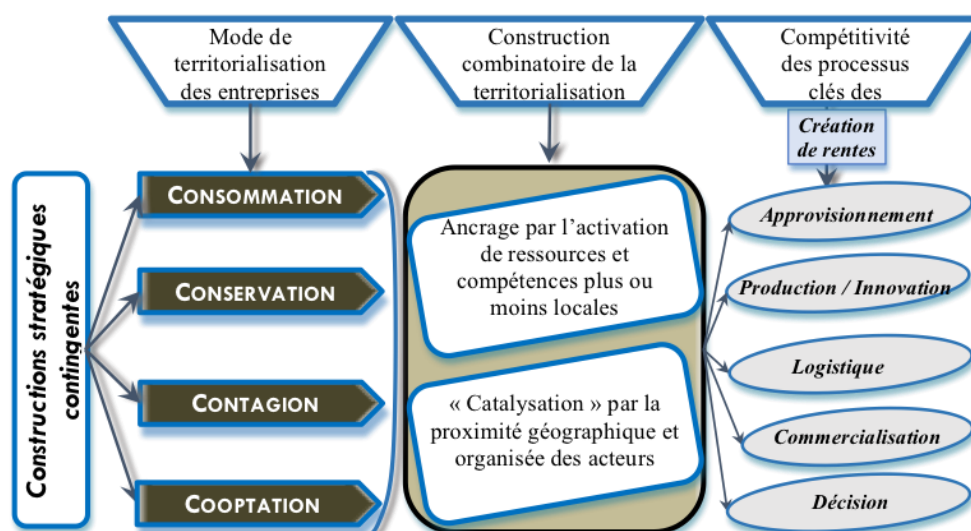 Mode de
territorialisation
des entreprises
Construction
combinatoire de la
territorialisation
Compétitivité
des processus
clés des
Création
de rentes
Constructions stratégiques
contingentes
CONSOMMATION
CONSERVATION
CONTAGION
COOPTATION
Ancrage par l’activation
de ressources et
compétences plus ou
moins locales
« Catalysation » par la
proximité géographique et
organisée des acteurs
Approvisionnement
Production / Innovation
Logistique
Commercialisation
Décision